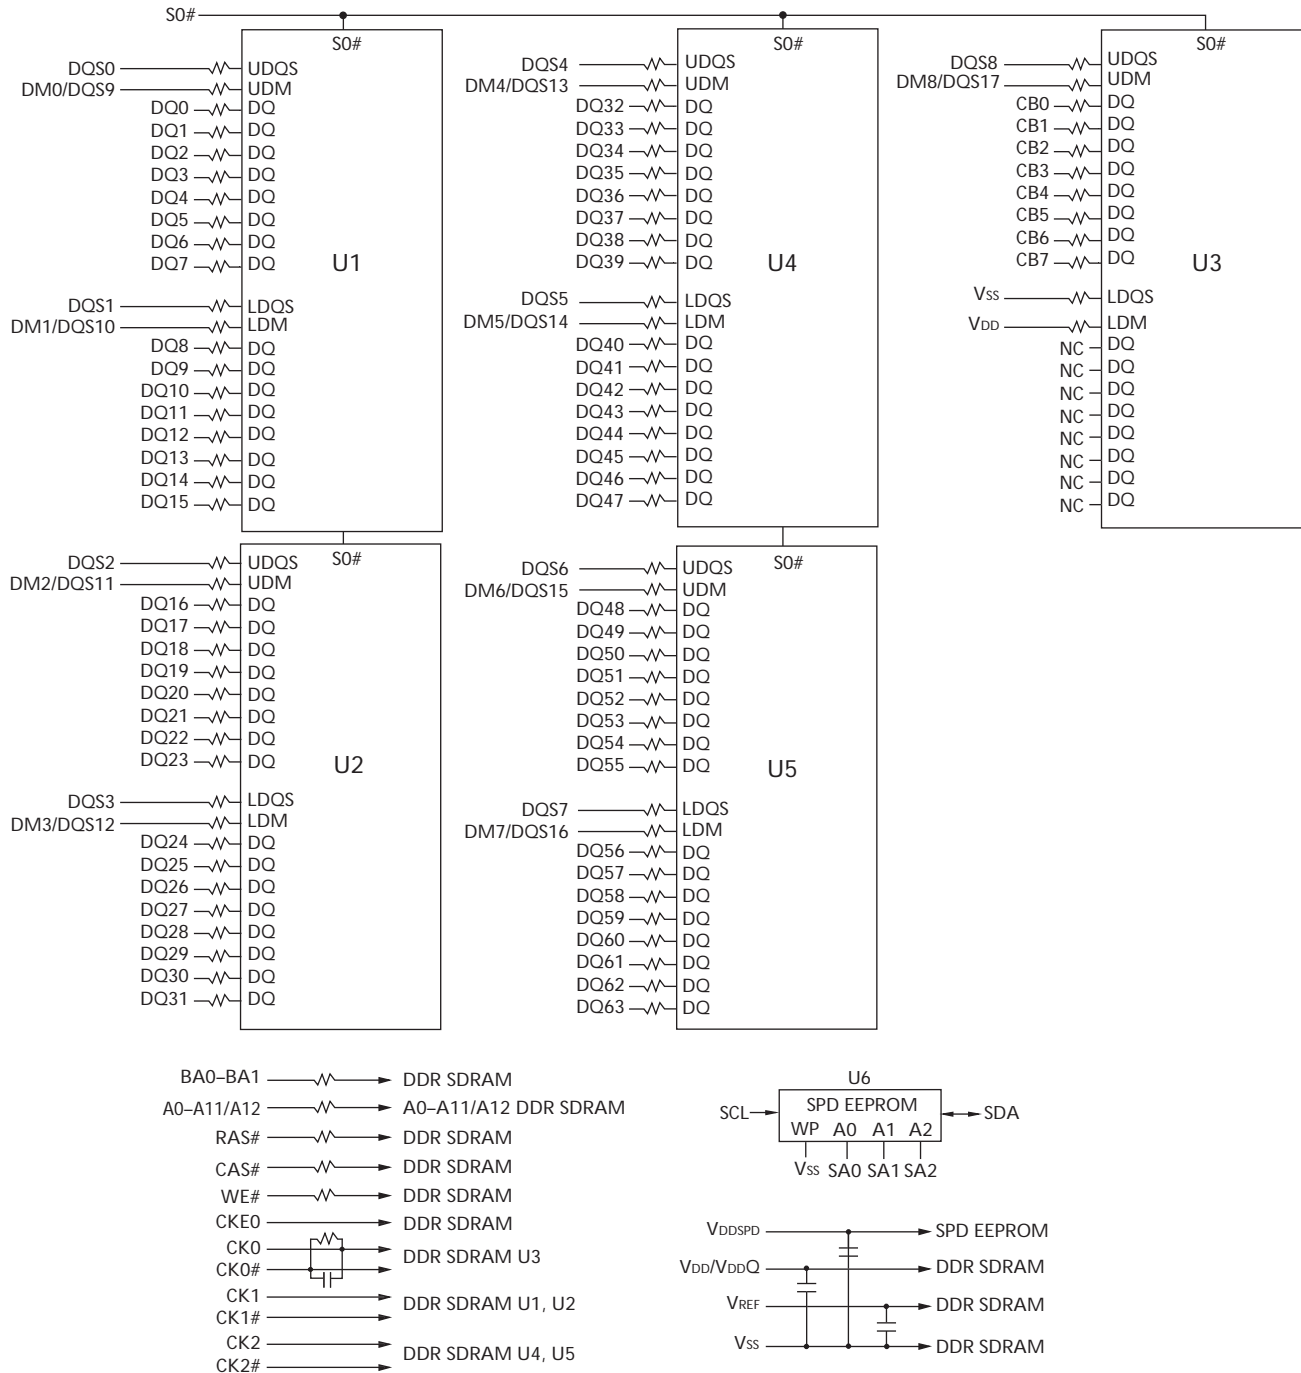 S0#
S0#
DQS0 UDQS
DM0/DQS9 UDM
DQ0 DQ
DQ1 DQ
DQ2 DQ
DQ3 DQ
DQ4 DQ
DQ5 DQ
DQ6 DQ
DQ7 DQ
U1
DQS1 LDQS
DM1/DQS10 LDM
DQ8 DQ
DQ9 DQ
DQ10 DQ
DQ11 DQ
DQ12 DQ
DQ13 DQ
DQ14 DQ
DQ15 DQ
S0#
DQS2 UDQS
DM2/DQS11 UDM
DQ16 DQ
DQ17 DQ
DQ18 DQ
DQ19 DQ
DQ20 DQ
DQ21 DQ
DQ22 DQ
DQ23 DQ
U2
DQS3 LDQS
DM3/DQS12 LDM
DQ24 DQ
DQ25 DQ
DQ26 DQ
DQ27 DQ
DQ28 DQ
DQ29 DQ
DQ30 DQ
DQ31 DQ
S0#
DQS4 UDQS
DM4/DQS13 UDM
DQ32 DQ
DQ33 DQ
DQ34 DQ
DQ35 DQ
DQ36 DQ
DQ37 DQ
DQ38 DQ
DQ39 DQ
U4
DQS5 LDQS
DM5/DQS14 LDM
DQ40 DQ
DQ41 DQ
DQ42 DQ
DQ43 DQ
DQ44 DQ
DQ45 DQ
DQ46 DQ
DQ47 DQ
S0#
DQS6 UDQS
DM6/DQS15 UDM
DQ48 DQ
DQ49 DQ
DQ50 DQ
DQ51 DQ
DQ52 DQ
DQ53 DQ
DQ54 DQ
DQ55 DQ
U5
DQS7 LDQS
DM7/DQS16 LDM
DQ56 DQ
DQ57 DQ
DQ58 DQ
DQ59 DQ
DQ60 DQ
DQ61 DQ
DQ62 DQ
DQ63 DQ
S0#
DQS8 UDQS
DM8/DQS17 UDM
CB0 DQ
CB1 DQ
CB2 DQ
CB3 DQ
CB4 DQ
CB5 DQ
CB6 DQ
CB7 DQ
U3
VSS LDQS
VDD LDM
NC DQ
NC DQ
NC DQ
NC DQ
NC DQ
NC DQ
NC DQ
NC DQ
BA0–BA1 DDR SDRAM
A0–A11/A12 A0–A11/A12 DDR SDRAM
RAS# DDR SDRAM
CAS# DDR SDRAM
WE# DDR SDRAM
CKE0 DDR SDRAM
CK0
DDR SDRAM U3
CK0#
CK1
DDR SDRAM U1, U2
CK1#
CK2
DDR SDRAM U4, U5
CK2#
U6
SPD EEPROM
SCL SDA
WP A0 A1 A2
VSS SA0 SA1 SA2
VDDSPD SPD EEPROM
VDD/VDDQ DDR SDRAM
VREF DDR SDRAM
VSS DDR SDRAM